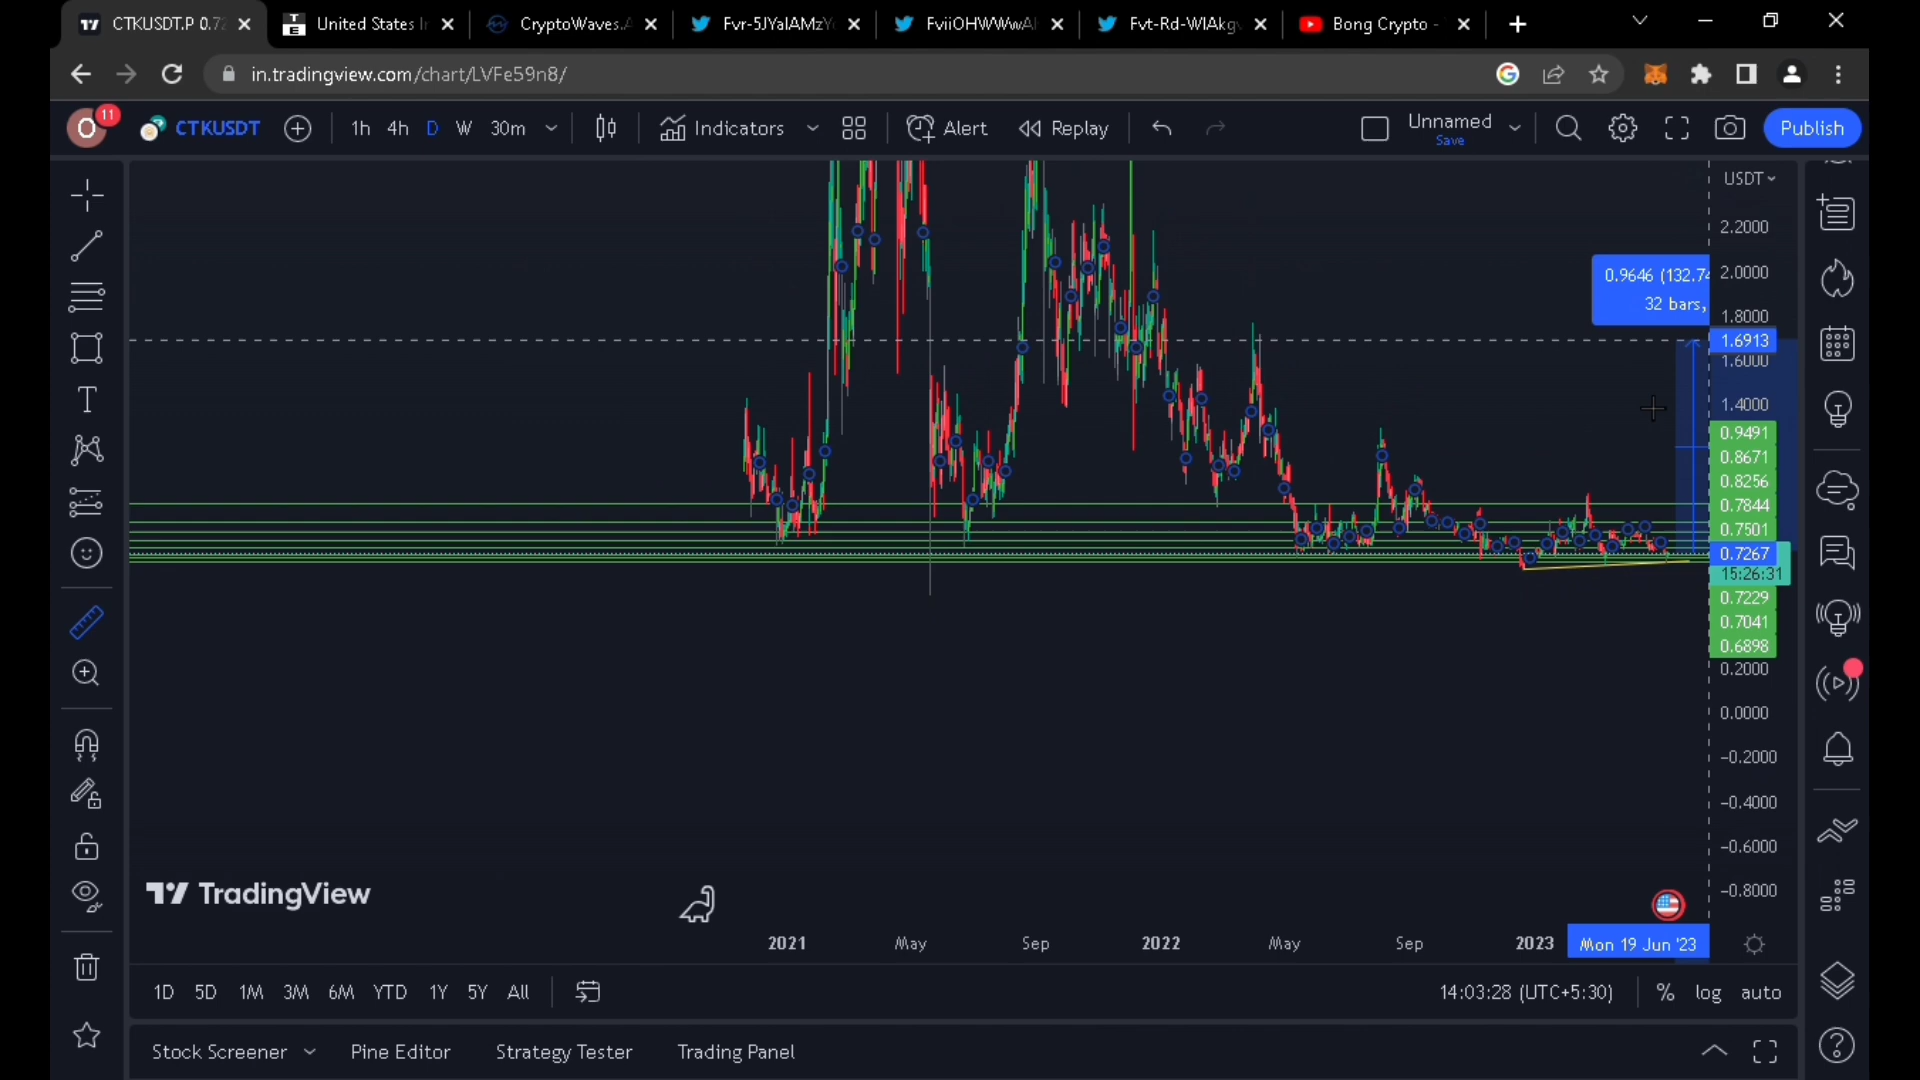 CTKUSDT.P 0.72
United States I
CryptoWaves.A
Fvr-5JYaIAMzY
FviiOHWWwA
Fvt-Rd-WIAkg
Bong Crypto -
in.tradingview.com/chart/LVFe59n8/
O
11
CTKUSDT
1h 4h D W 30m
Indicators
Alert
Replay
Unnamed
Save
Publish
USDT
2.2000
0.9646 (132.74
32 bars,
2.0000
1.8000
1.6913
1.6000
1.4000
0.9491
0.8671
0.8256
0.7844
0.7501
0.7267
15:26:31
0.7229
0.7041
0.6898
0.2000
0.0000
-0.2000
-0.4000
-0.6000
-0.8000
TradingView
2021 May Sep 2022 May Sep 2023 Mon 19 Jun '23
1D 5D 1M 3M 6M YTD 1Y 5Y All
14:03:28 (UTC+5:30) % log auto
Stock Screener Pine Editor Strategy Tester Trading Panel